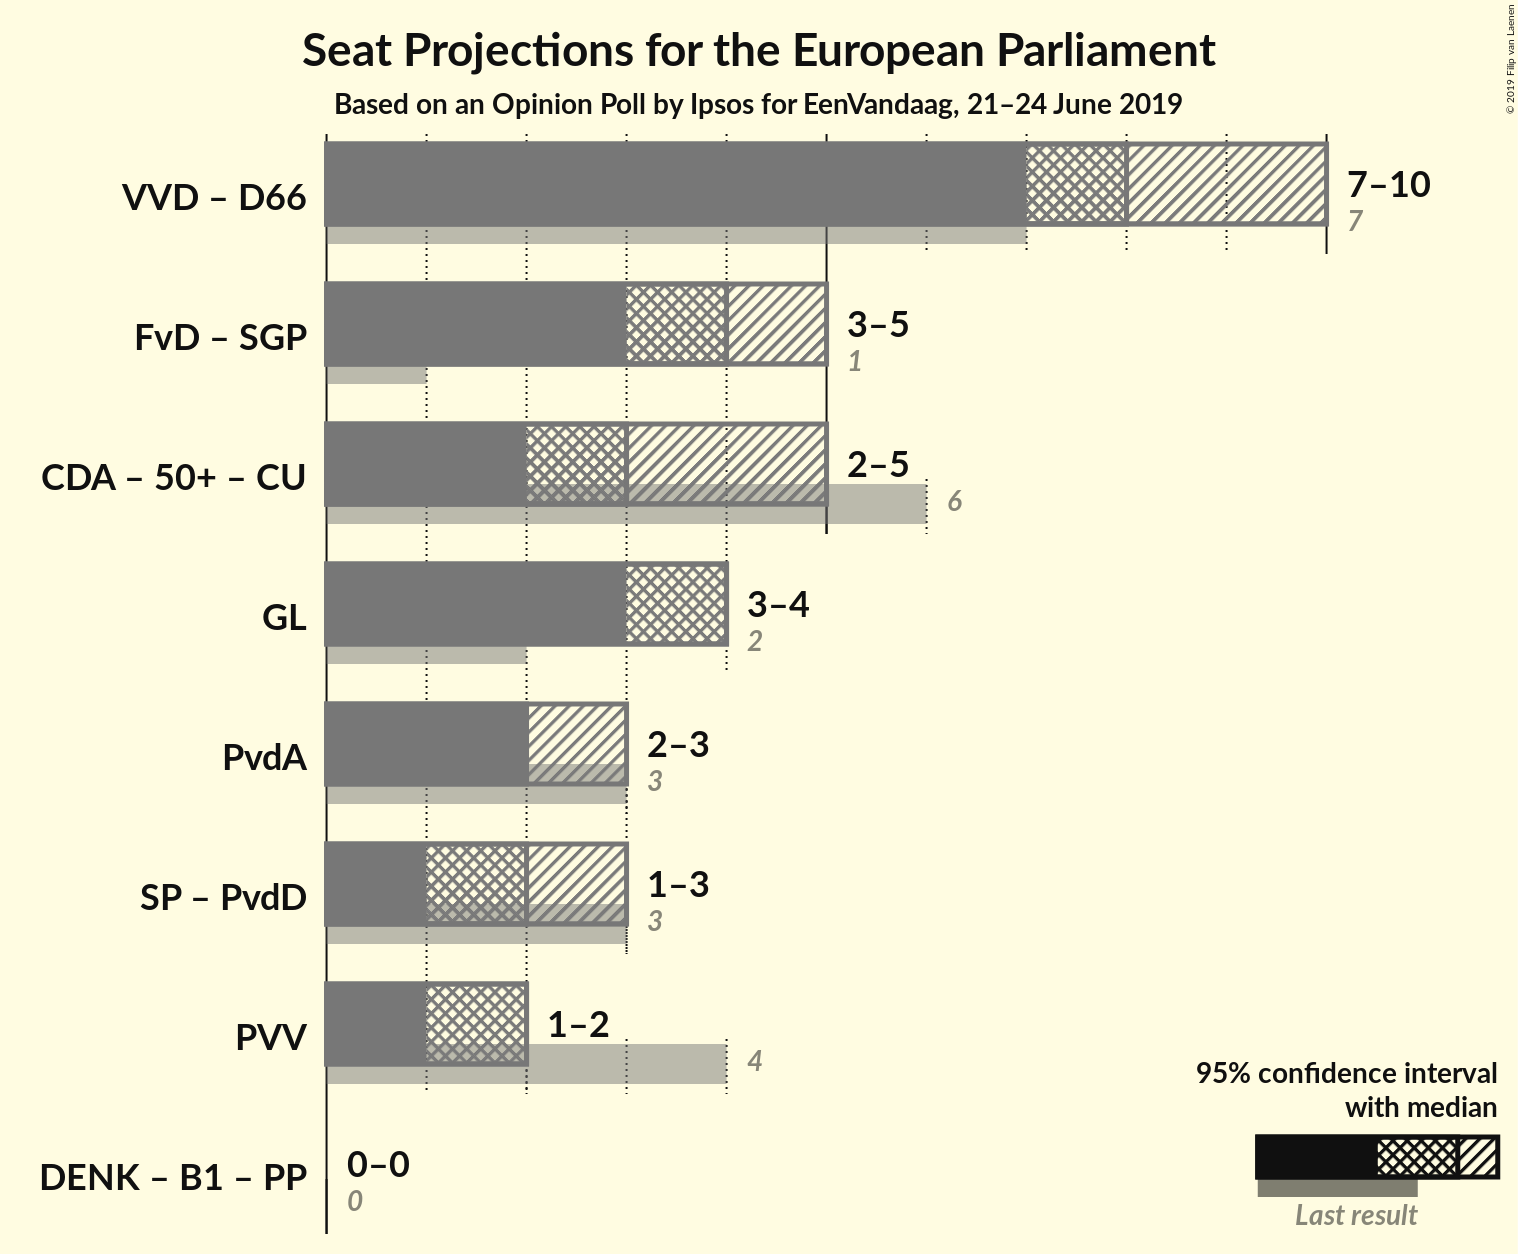 Seat Projections for the European Parliament
Based on an Opinion Poll by Ipsos for EenVandaag, 21–24 June 2019
© 2019 Filip van Laenen
VVD – D66
7–10
7
FvD – SGP
3–5
1
CDA – 50+ – CU
2–5
6
GL
3–4
2
PvdA
2–3
3
SP – PvdD
1–3
3
PVV
1–2
4
DENK – B1 – PP
0–0
0
95% confidence interval
with median
Last result